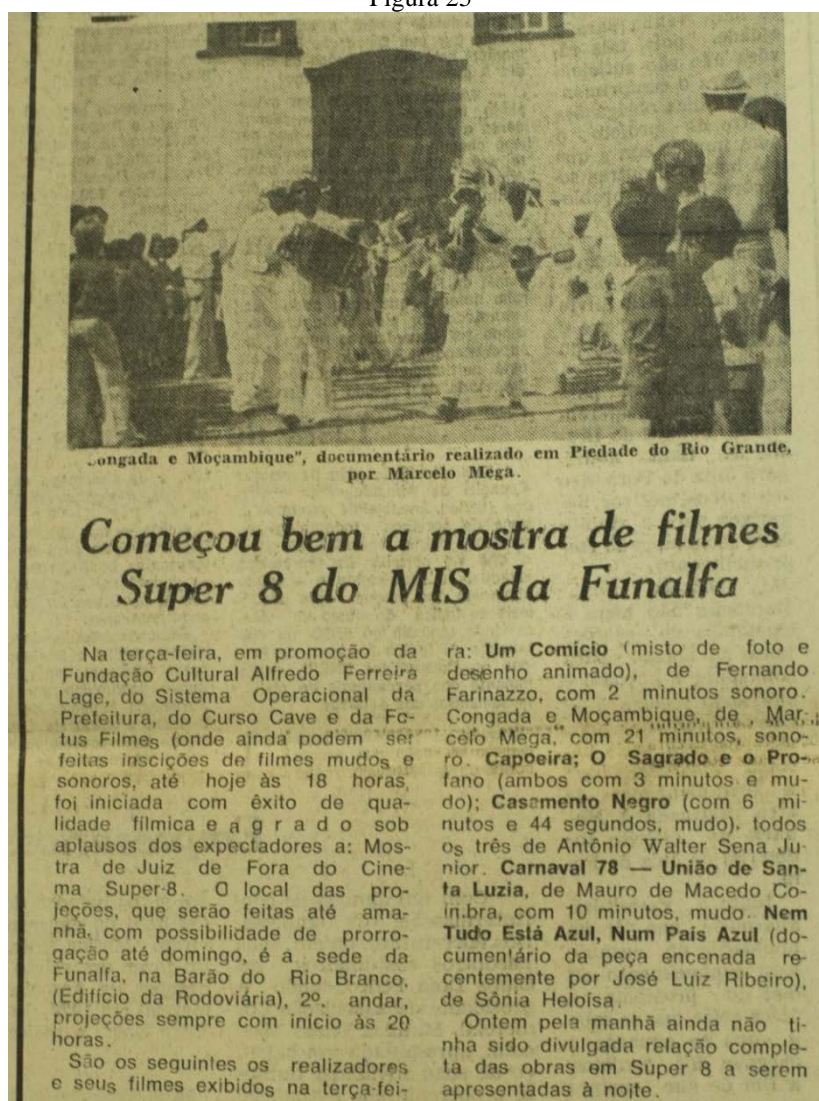 Figura 25
ongada e Moçambique", documentário realizado em Piedade do Rio Grande,
por Marcelo Mega.
Começou bem a mostra de filmes
Super 8 do MIS da Funalfa
Na terça-feira, em promoção da
Fundação Cultural Alfredo Ferreira
Lage, do Sistema Operacional da
Prefeitura, do Curso Cave e da Fo-
tus Filmes (onde ainda podem ser
feitas inscições de filmes mudos e
sonoros, até hoje às 18 horas,
foi iniciada com êxito de qua-
lidade fílmica e a g r a d o sob
aplausos dos expectadores a: Mos-
tra de Juiz de Fora do Cine-
ma Super-8. O local das pro-
jeções, que serão feitas até ama-
nhã, com possibilidade de prorro-
gação até domingo, é a sede da
Funalfa, na Barão do Rio Branco,
(Edifício da Rodoviária), 2º. andar,
projeções sempre com início às 20
horas.
São os seguintes os realizadores
e seus filmes exibidos na terça-fei-
ra: Um Comício (misto de foto e
desenho animado), de Fernando
Farinazzo, com 2 minutos sonoro.
Congada e Moçambique, de Mar-
celo Mega, com 21 minutos, sono-
ro. Capoeira; O Sagrado e o Pro-
fano (ambos com 3 minutos e mu-
do); Casamento Negro (com 6 mi-
nutos e 44 segundos, mudo), todos
os três de Antônio Walter Sena Ju-
nior. Carnaval 78 — União de San-
ta Luzia, de Mauro de Macedo Co-
imbra, com 10 minutos, mudo. Nem
Tudo Está Azul, Num País Azul (do-
cumentário da peça encenada re-
centemente por José Luiz Ribeiro),
de Sônia Heloísa.
Ontem pela manhã ainda não ti-
nha sido divulgada relação comple-
ta das obras em Super 8 a serem
apresentadas à noite.